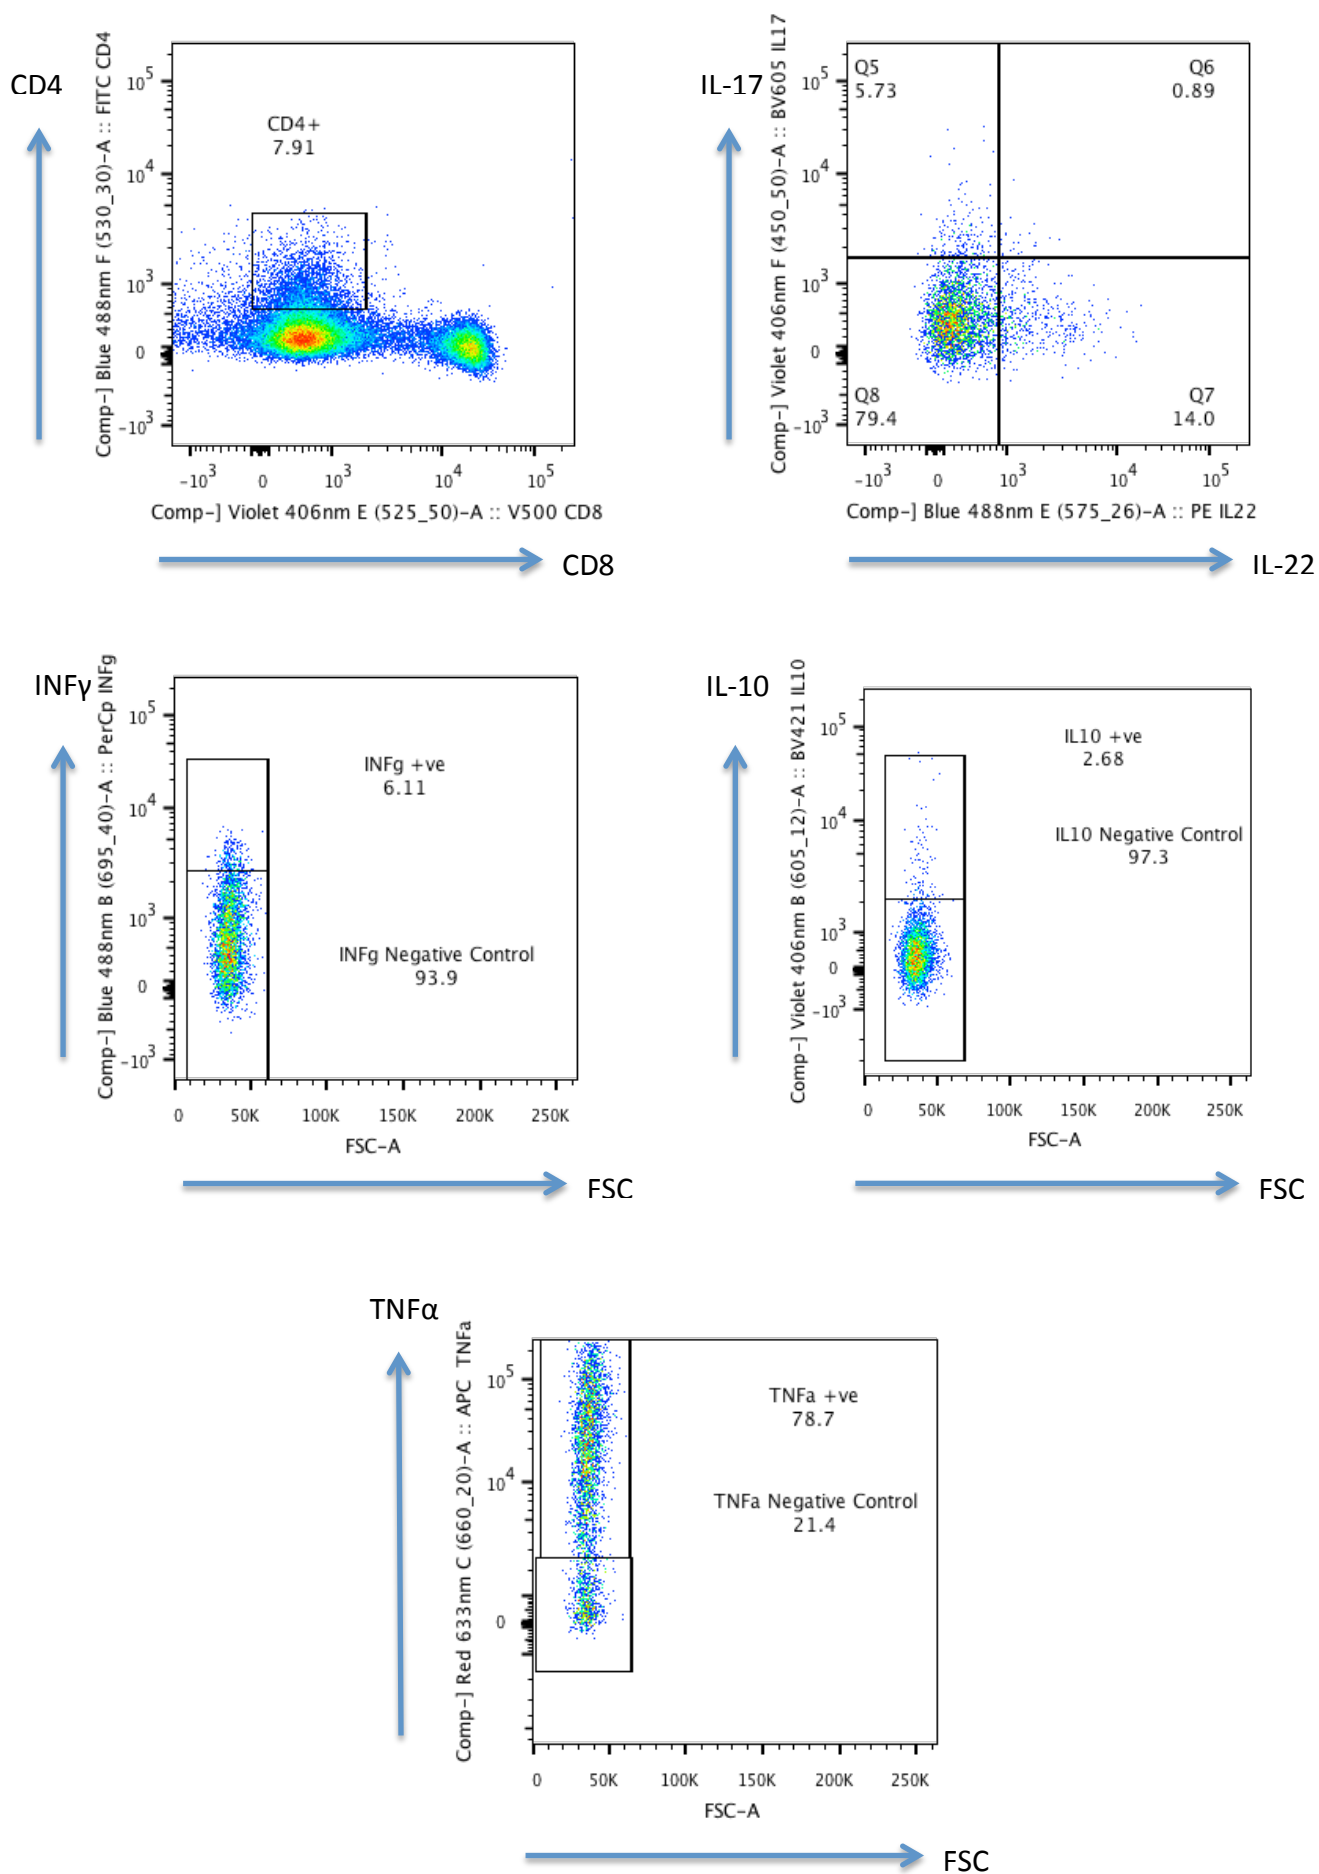 CD4
Comp-] Blue 488nm F (530_30)-A :: FITC CD4
10^5
10^4
10^3
0
-10^3
CD4+
7.91
-10^3 0 10^3 10^4 10^5
Comp-] Violet 406nm E (525_50)-A :: V500 CD8
CD8
IL-17
Comp-] Violet 406nm F (450_50)-A :: BV605 IL17
10^5
10^4
10^3
0
-10^3
Q5
5.73
Q6
0.89
Q8
79.4
Q7
14.0
-10^3 0 10^3 10^4 10^5
Comp-] Blue 488nm E (575_26)-A :: PE IL22
IL-22
INFγ
Comp-] Blue 488nm B (695_40)-A :: PerCp INFg
10^5
10^4
10^3
0
-10^3
INFg +ve
6.11
INFg Negative Control
93.9
0 50K 100K 150K 200K 250K
FSC-A
FSC
IL-10
Comp-] Violet 406nm B (605_12)-A :: BV421 IL10
10^5
10^4
10^3
0
-10^3
IL10 +ve
2.68
IL10 Negative Control
97.3
0 50K 100K 150K 200K 250K
FSC-A
FSC
TNFα
Comp-] Red 633nm C (660_20)-A :: APC TNFa
10^5
10^4
0
TNFa +ve
78.7
TNFa Negative Control
21.4
0 50K 100K 150K 200K 250K
FSC-A
FSC